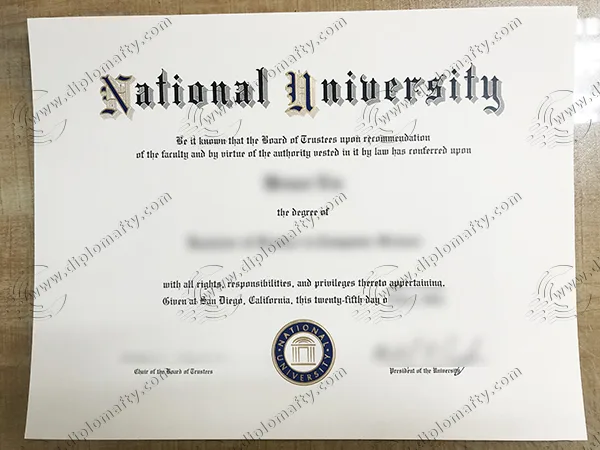 National University
Be it known that the Board of Trustees upon recommendation
of the faculty and by virtue of the authority vested in it by law has conferred upon
the degree of
with all rights, responsibilities, and privileges thereto appertaining.
Given at San Diego, California, this twenty-fifth day o
NATIONAL UNIVERSITY
Chair of the Board of Trustees
President of the University
www.diplomafty.com